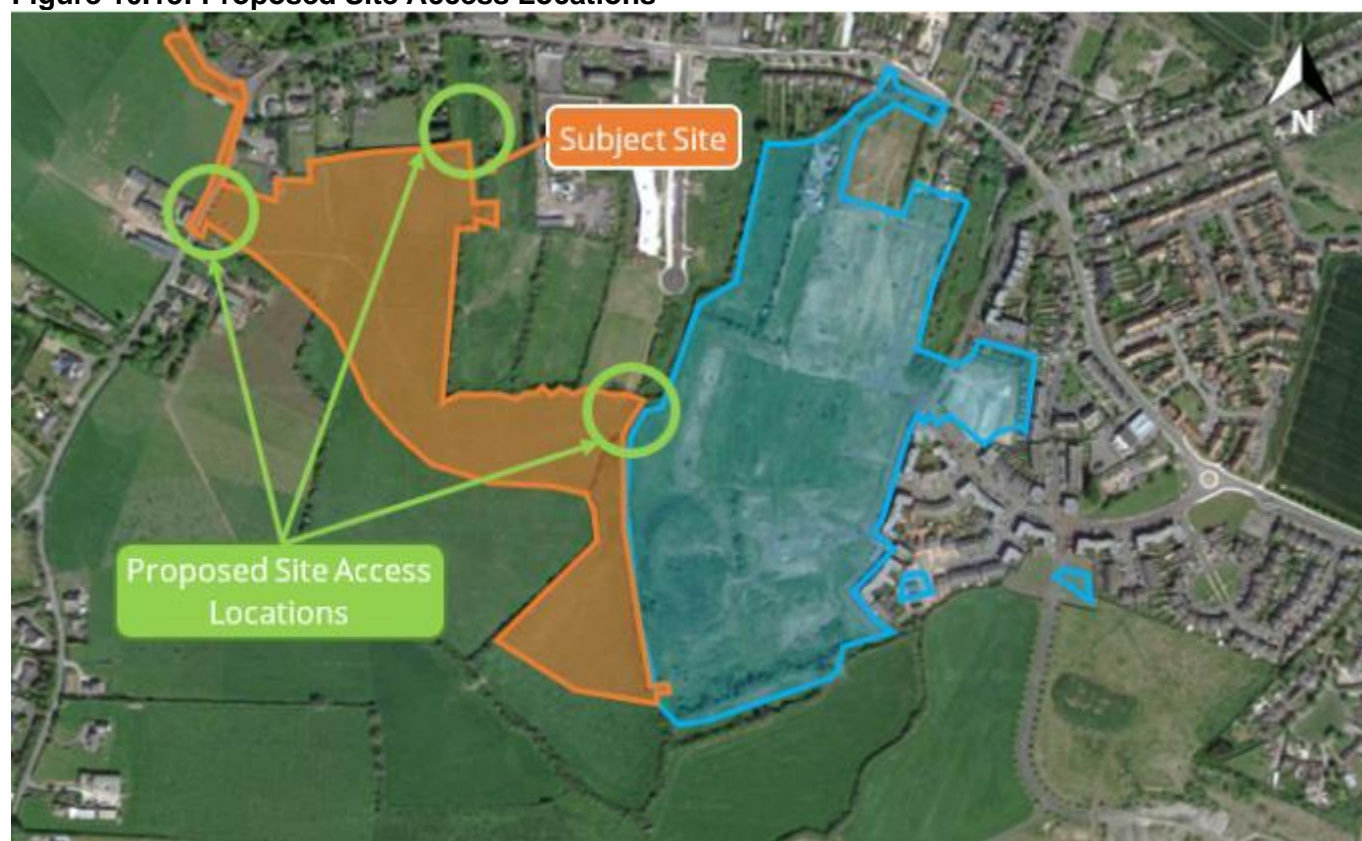 Figure Proposed Site Access Locations
N
Subject Site
Proposed Site Access
Locations